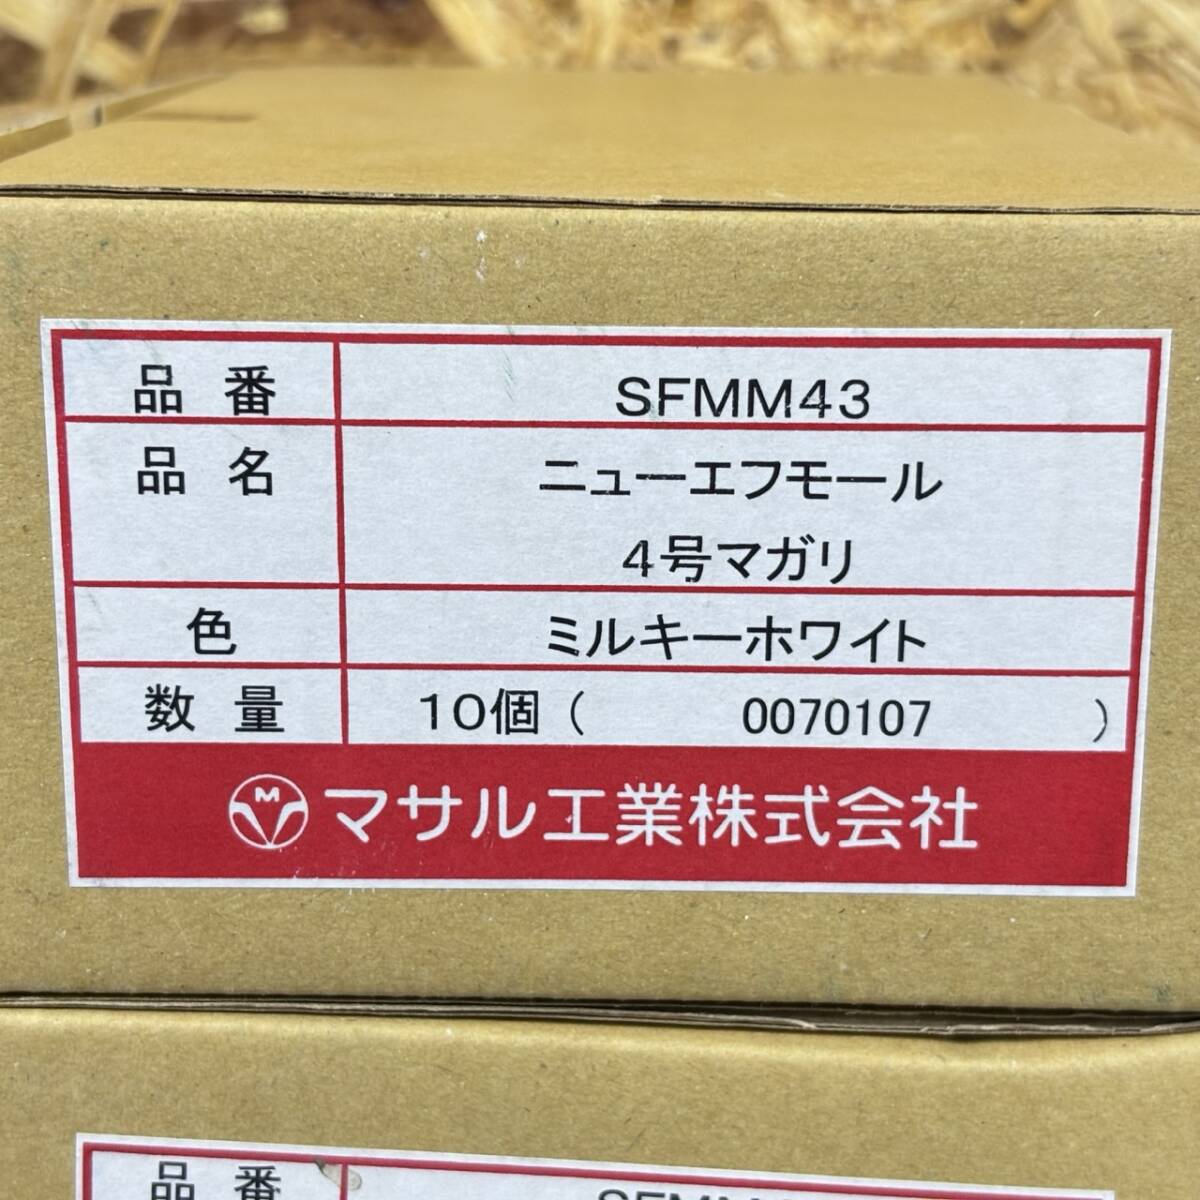 品番 SFMM43
品名 ニューエフモール
4号マガリ
色 ミルキーホワイト
数量 10個 ( 0070107 )
M マサル工業株式会社
品番